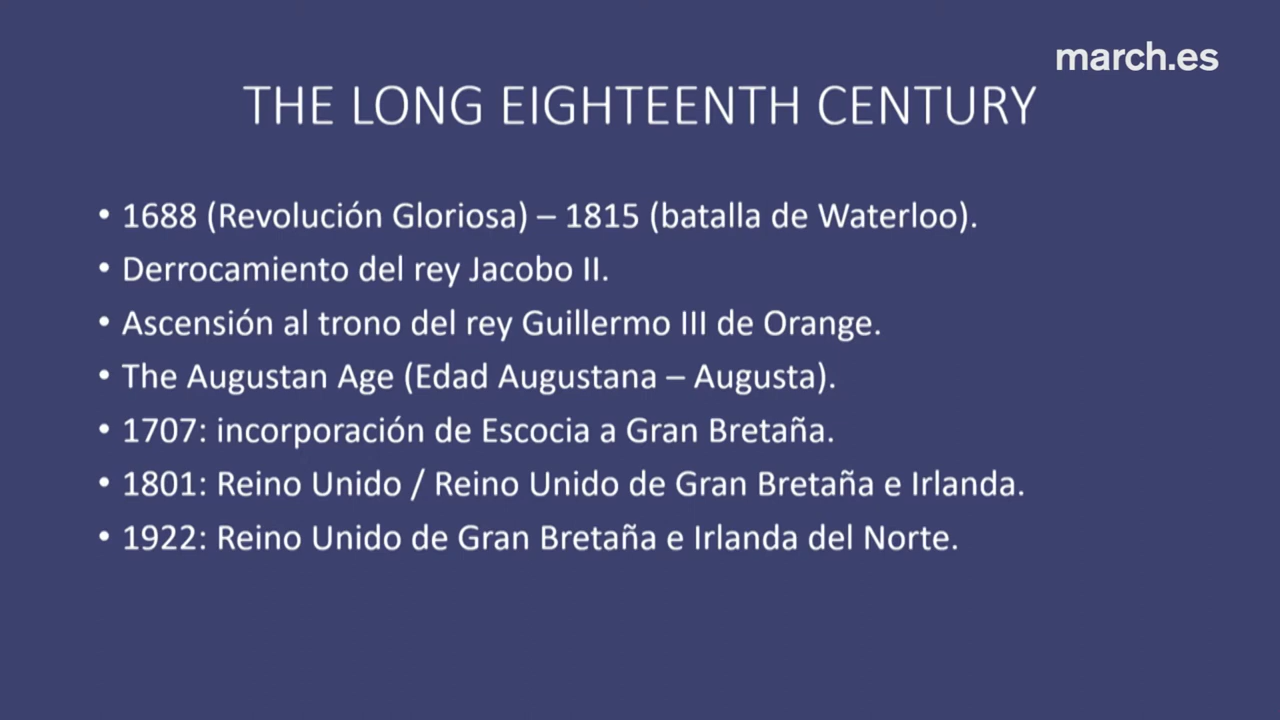 march.es
THE LONG EIGHTEENTH CENTURY
• 1688 (Revolución Gloriosa) – 1815 (batalla de Waterloo).
• Derrocamiento del rey Jacobo II.
• Ascensión al trono del rey Guillermo III de Orange.
• The Augustan Age (Edad Augustana – Augusta).
• 1707: incorporación de Escocia a Gran Bretaña.
• 1801: Reino Unido / Reino Unido de Gran Bretaña e Irlanda.
• 1922: Reino Unido de Gran Bretaña e Irlanda del Norte.